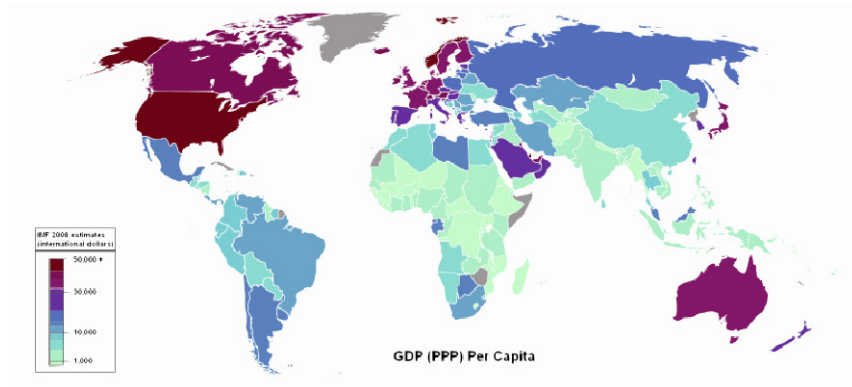 IMF 2008 estimates
(international dollars)
50,000 +
30,000
10,000
1,000
GDP (PPP) Per Capita